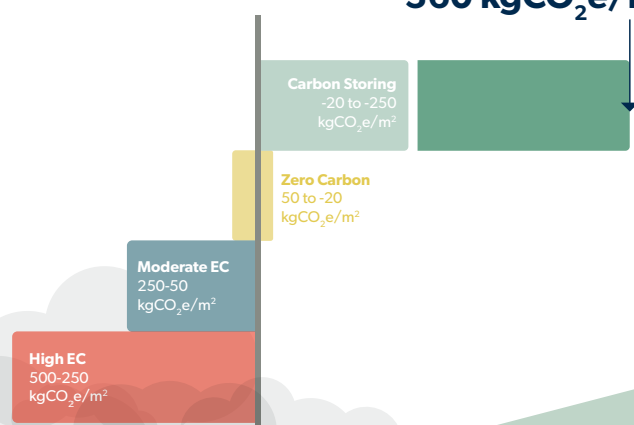 kgCO₂e/
Carbon Storing
-20 to -250
kgCO₂e/m²
Zero Carbon
50 to -20
kgCO₂e/m²
Moderate EC
250-50
kgCO₂e/m²
High EC
500-250
kgCO₂e/m²